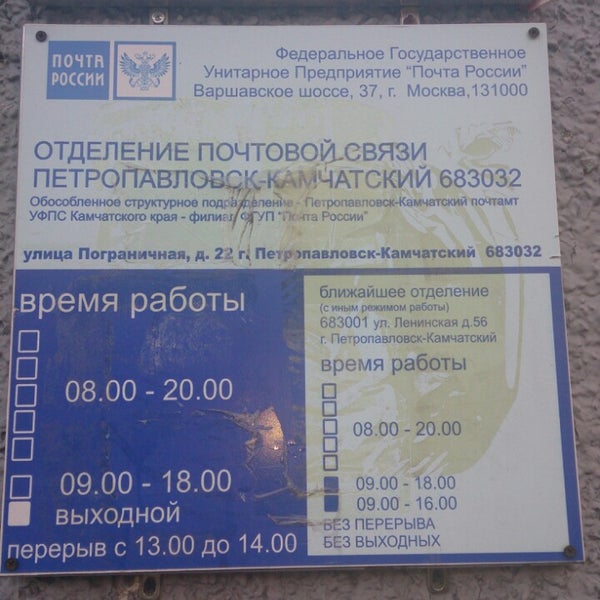 ПОЧТА
РОССИИ
Федеральное Государственное
Унитарное Предприятие "Почта России"
Варшавское шоссе, 37, г. Москва,131000
ОТДЕЛЕНИЕ ПОЧТОВОЙ СВЯЗИ
ПЕТРОПАВЛОВСК-КАМЧАТСКИЙ 683032
Обособленное структурное подразделение - Петропавловск-Камчатский почтамт
УФПС Камчатского края - филиал ФГУП "Почта России"
улица Пограничная, д. 22 г. Петропавловск-Камчатский 683032
время работы
08.00 - 20.00
09.00 - 18.00
выходной
перерыв с 13.00 до 14.00
ближайшее отделение
(с иным режимом работы)
683001 ул. Ленинская д.56
г. Петропавловск-Камчатский
время работы
08.00 - 20.00
09.00 - 18.00
09.00 - 16.00
БЕЗ ПЕРЕРЫВА
БЕЗ ВЫХОДНЫХ